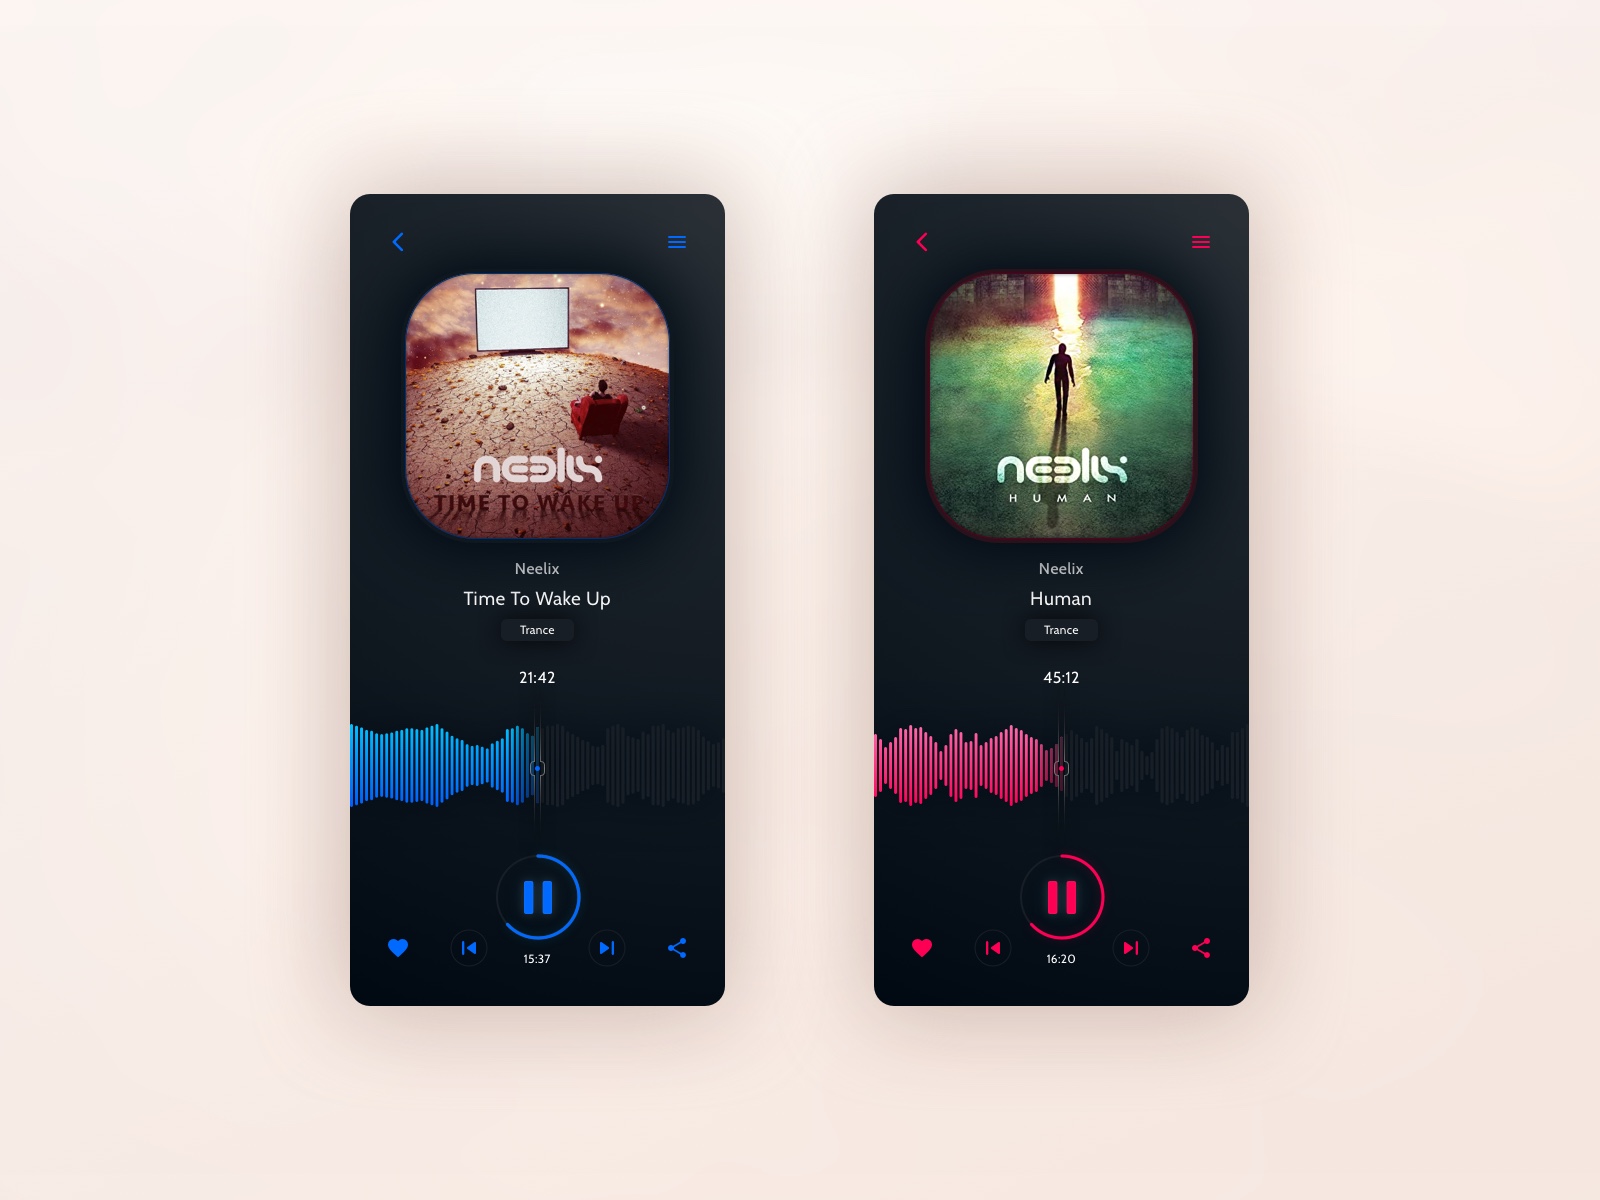 neelix
TIME TO WAKE UP
Neelix
Time To Wake Up
Trance
21:42
15:37
neelix
HUMAN
Neelix
Human
Trance
45:12
16:20